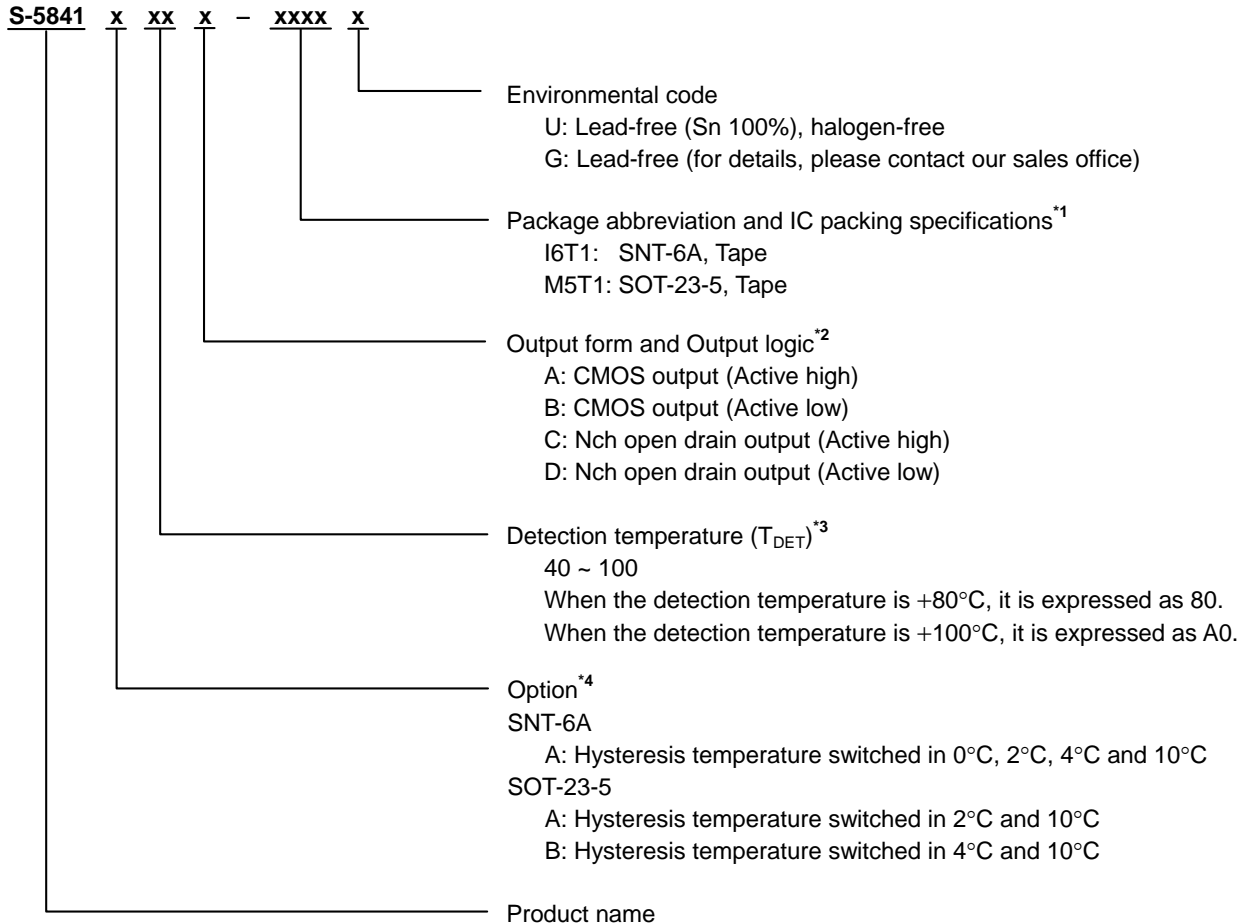 S-5841 x xx x – xxxx x
Environmental code
U: Lead-free (Sn 100%), halogen-free
G: Lead-free (for details, please contact our sales office)
Package abbreviation and IC packing specifications*1
I6T1: SNT-6A, Tape
M5T1: SOT-23-5, Tape
Output form and Output logic*2
A: CMOS output (Active high)
B: CMOS output (Active low)
C: Nch open drain output (Active high)
D: Nch open drain output (Active low)
Detection temperature (TDET)*3
40 ~ 100
When the detection temperature is +80°C, it is expressed as 80.
When the detection temperature is +100°C, it is expressed as A0.
Option*4
SNT-6A
A: Hysteresis temperature switched in 0°C, 2°C, 4°C and 10°C
SOT-23-5
A: Hysteresis temperature switched in 2°C and 10°C
B: Hysteresis temperature switched in 4°C and 10°C
Product name